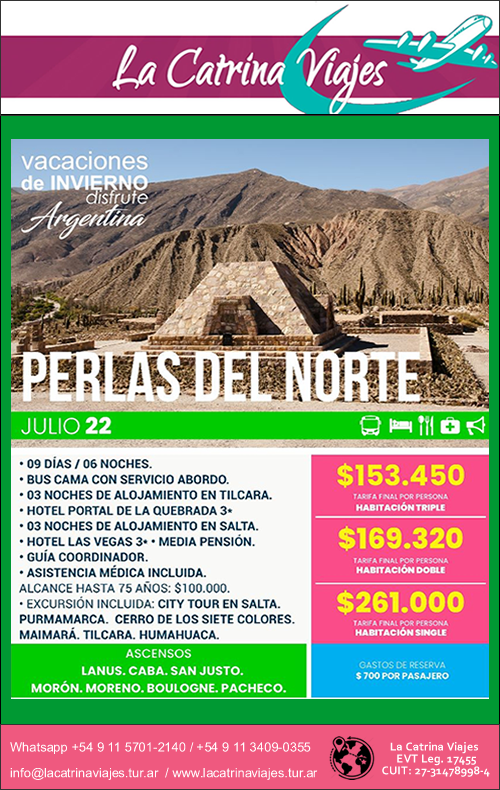 La Catrina Viajes
vacaciones
de INVIERNO
disfrute
Argentina
PERLAS DEL NORTE
JULIO 22
• 09 DÍAS / 06 NOCHES.
• BUS CAMA CON SERVICIO ABORDO.
• 03 NOCHES DE ALOJAMIENTO EN TILCARA.
• HOTEL PORTAL DE LA QUEBRADA 3*
• 03 NOCHES DE ALOJAMIENTO EN SALTA.
• HOTEL LAS VEGAS 3* • MEDIA PENSIÓN.
• GUÍA COORDINADOR.
• ASISTENCIA MÉDICA INCLUIDA.
ALCANCE HASTA 75 AÑOS: $100.000.
• EXCURSIÓN INCLUIDA: CITY TOUR EN SALTA.
PURMAMARCA. CERRO DE LOS SIETE COLORES.
MAIMARÁ. TILCARA. HUMAHUACA.
ASCENSOS
LANUS. CABA. SAN JUSTO.
MORÓN. MORENO. BOULOGNE. PACHECO.
$153.450
TARIFA FINAL POR PERSONA
HABITACIÓN TRIPLE
$169.320
TARIFA FINAL POR PERSONA
HABITACIÓN DOBLE
$261.000
TARIFA FINAL POR PERSONA
HABITACIÓN SINGLE
GASTOS DE RESERVA
$ 700 POR PASAJERO
Whatsapp +54 9 11 5701-2140 / +54 9 11 3409-0355
info@lacatrinaviajes.tur.ar / www.lacatrinaviajes.tur.ar
La Catrina Viajes
EVT Leg. 17455
CUIT: 27-31478998-4